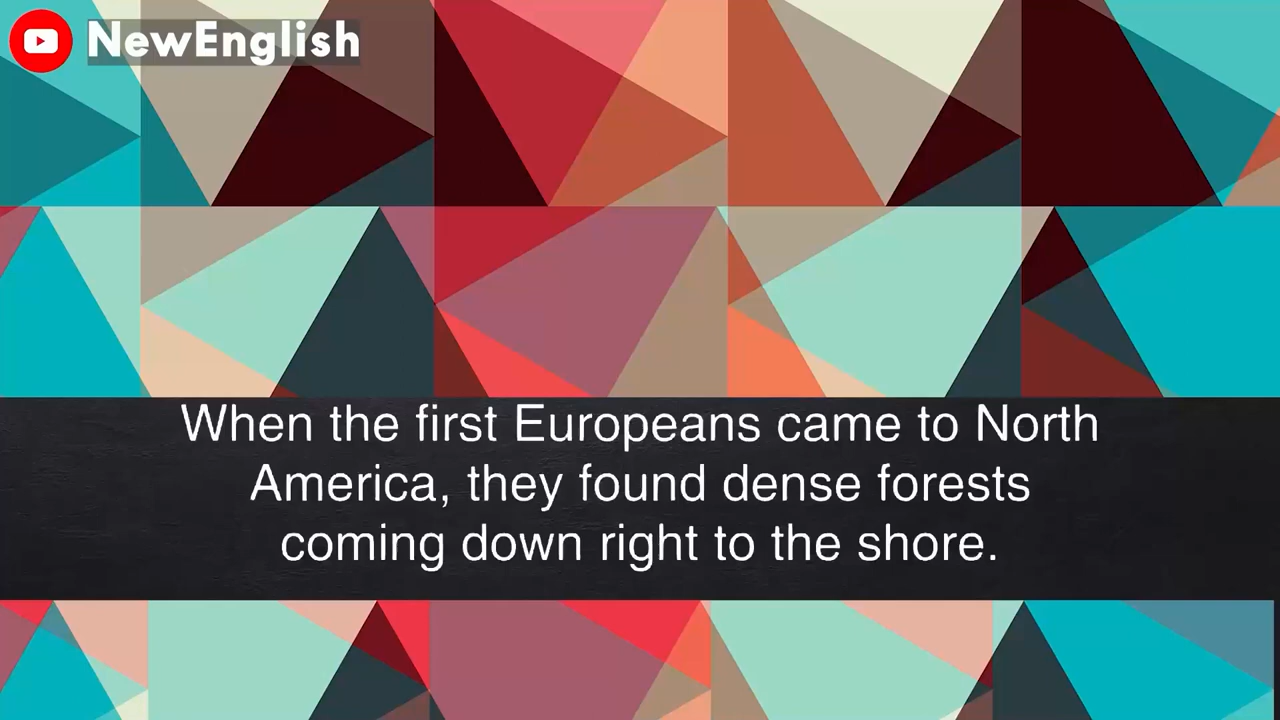 NewEnglish
When the first Europeans came to North
America, they found dense forests
coming down right to the shore.